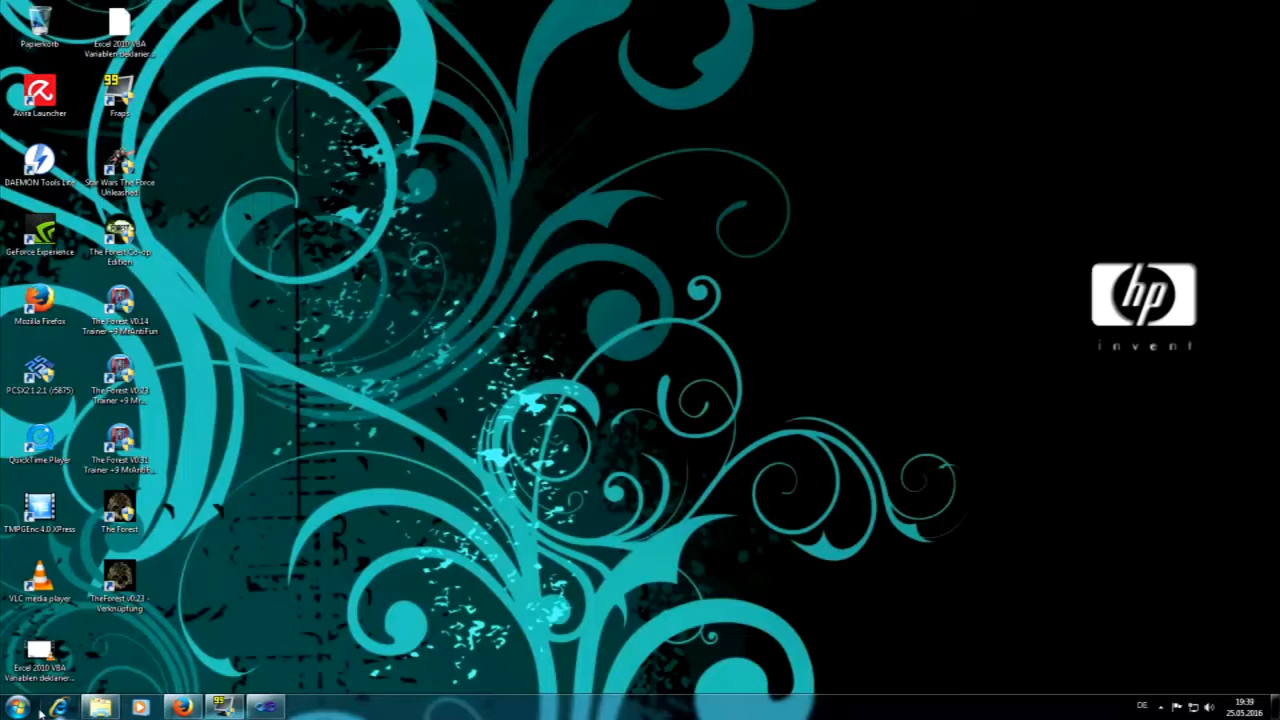 Papierkorb
Excel 2010 VBA
Variablen deklarier...
Avira Launcher
99
Fraps
DAEMON Tools Lite
Star Wars The Force
Unleashed
GeForce Experience
The Forest Co-op
Edition
Mozilla Firefox
The Forest V0.14
Trainer +9 MrAntiFun
PCSX2 1.2.1 (r5875)
The Forest V0.23
Trainer +9 Mr...
QuickTime Player
The Forest V0.31
Trainer +9 MrAntiF...
TMPGEnc 4.0 XPress
The Forest
VLC media player
TheForest v0.23 -
Verknüpfung
Excel 2010 VBA
Variablen deklarier...
hp
invent
99
DE
19:39
25.05.2016